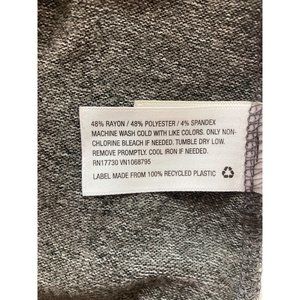 48% RAYON / 48% POLYESTER / 4% SPANDEX
MACHINE WASH COLD WITH LIKE COLORS. ONLY NON-
CHLORINE BLEACH IF NEEDED. TUMBLE DRY LOW.
REMOVE PROMPTLY. COOL IRON IF NEEDED.
RN17730 VN1068795
LABEL MADE FROM 100% RECYCLED PLASTIC